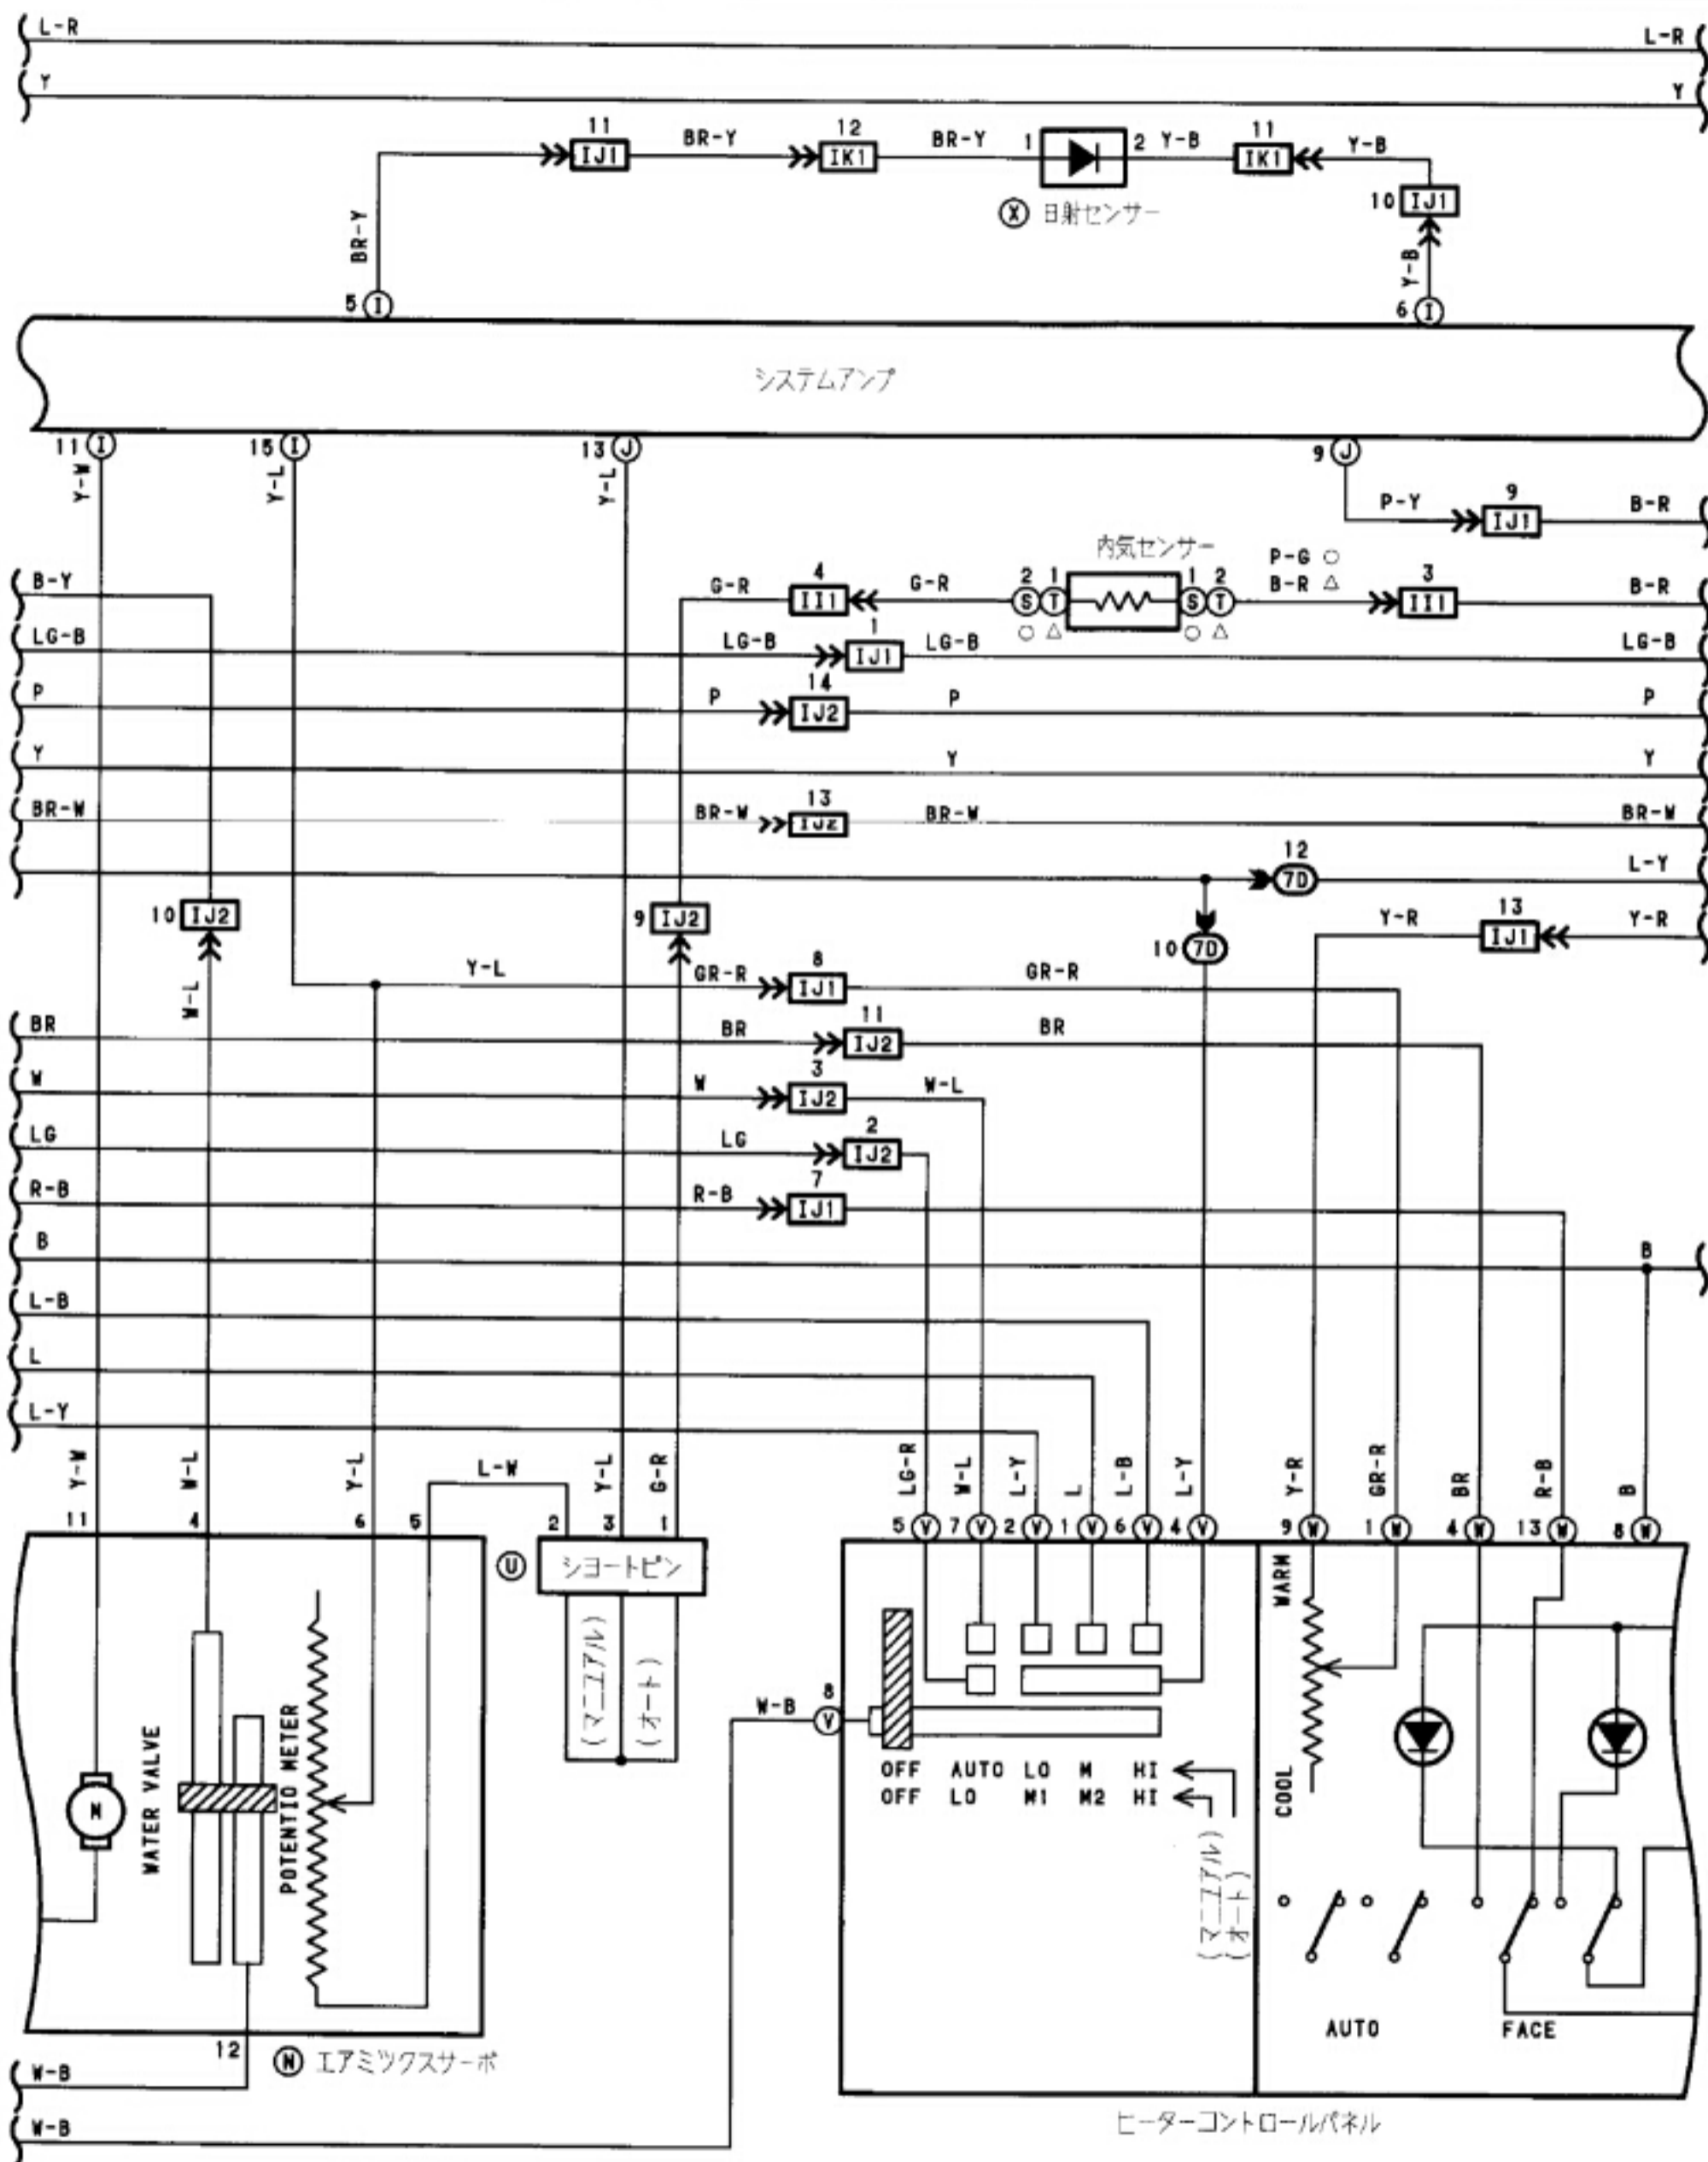 L-R L-R
Y Y
11 IJ1 BR-Y 12 IK1 BR-Y 1 2 Y-B 11 IK1 Y-B
Ⓧ 日射センサー
10 IJ1
BR-Y
Y-B
5 I
6 I
システムアンプ
11 I 15 I 13 J 9 J
Y-W Y-L Y-L
P-Y 9 IJ1 B-R
内気センサー
P-G ○
B-R △
B-Y
G-R 4 II1 G-R 2 S 1 T 1 S 2 T 3 II1 B-R
○ △ ○ △
LG-B LG-B 1 IJ1 LG-B LG-B
P P 14 IJ2 P P
Y Y Y
BR-W BR-W 13 IJ2 BR-W BR-W
12 7D L-Y
10 IJ2 9 IJ2 10 7D Y-R 13 IJ1 Y-R
W-L
Y-L GR-R 8 IJ1 GR-R
BR BR 11 IJ2 BR
W W 3 IJ2 W-L
LG LG 2 IJ2
R-B R-B 7 IJ1
B B
L-B
L
L-Y
Y-W W-L Y-L L-W Y-L G-R LG-R W-L L-Y L L-B L-Y Y-R GR-R BR R-B B
11 4 6 5 2 3 1 5 V 7 V 2 V 1 V 6 V 4 V 9 W 1 W 4 W 13 W 8 W
Ⓤ ショートピン
(マニュアル)
(オート)
WARM
COOL
W-B 8 V
N
WATER VALVE
POTENTIO METER
OFF AUTO LO M HI
OFF LO M1 M2 HI
(マニュアル)
(オート)
AUTO FACE
12
Ⓝ エアミックスサーボ
W-B
W-B
ヒーターコントロールパネル